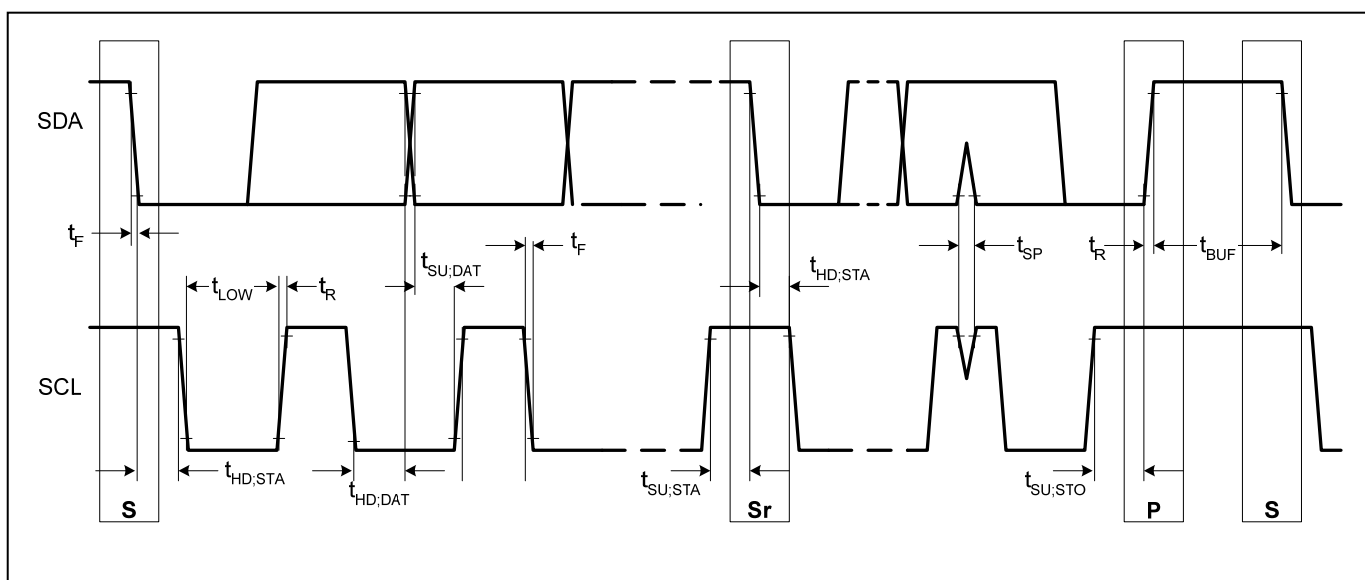 SDA
t_F
t_SU;DAT
t_F
t_HD;STA
t_SP
t_R
t_BUF
t_LOW
t_R
SCL
t_HD;STA
t_HD;DAT
t_SU;STA
t_SU;STO
S
Sr
P
S